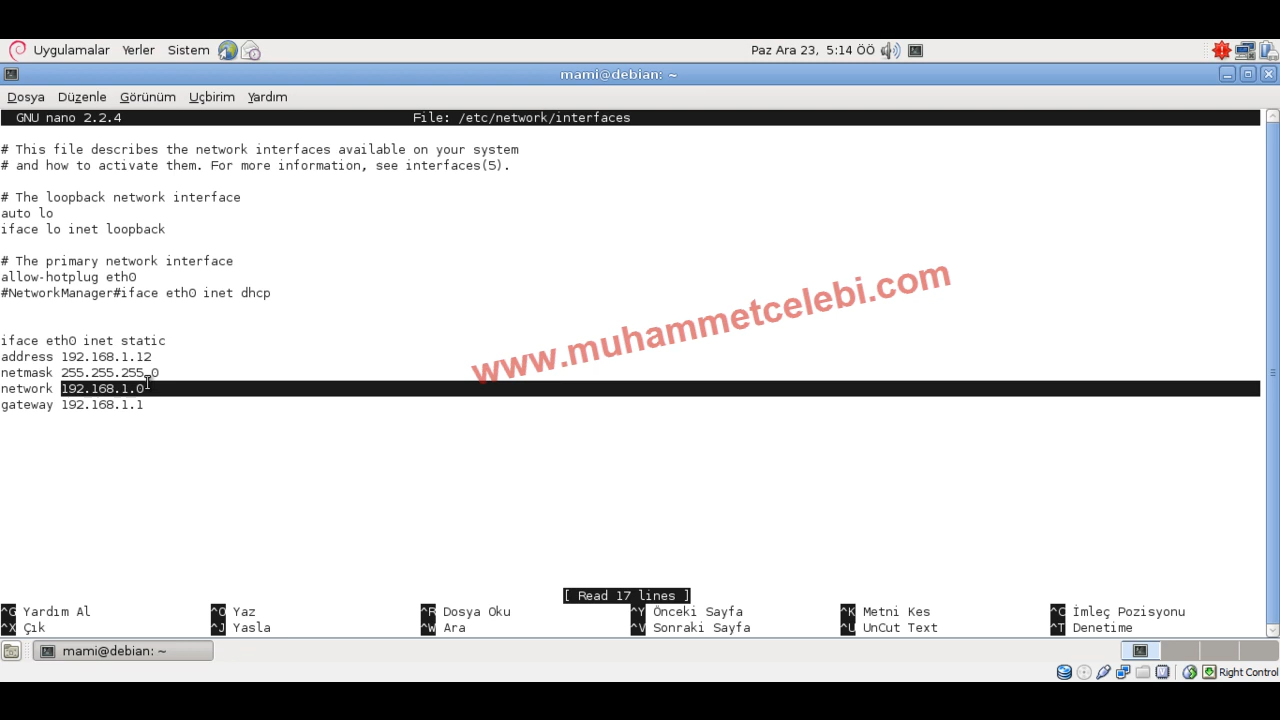 Uygulamalar Yerler Sistem Paz Ara 23, 5:14 ÖÖ
mami@debian: ~
Dosya Düzenle Görünüm Uçbirim Yardım
GNU nano 2.2.4 File: /etc/network/interfaces
# This file describes the network interfaces available on your system
# and how to activate them. For more information, see interfaces(5).
# The loopback network interface
auto lo
iface lo inet loopback
# The primary network interface
allow-hotplug eth0
#NetworkManager#iface eth0 inet dhcp
www.muhammetcelebi.com
iface eth0 inet static
address 192.168.1.12
netmask 255.255.255.0
network 192.168.1.0
gateway 192.168.1.1
[ Read 17 lines ]
^G Yardım Al ^O Yaz ^R Dosya Oku ^Y Önceki Sayfa ^K Metni Kes ^C İmleç Pozisyonu
^X Çık ^J Yasla ^W Ara ^V Sonraki Sayfa ^U UnCut Text ^T Denetime
mami@debian: ~
Right Control